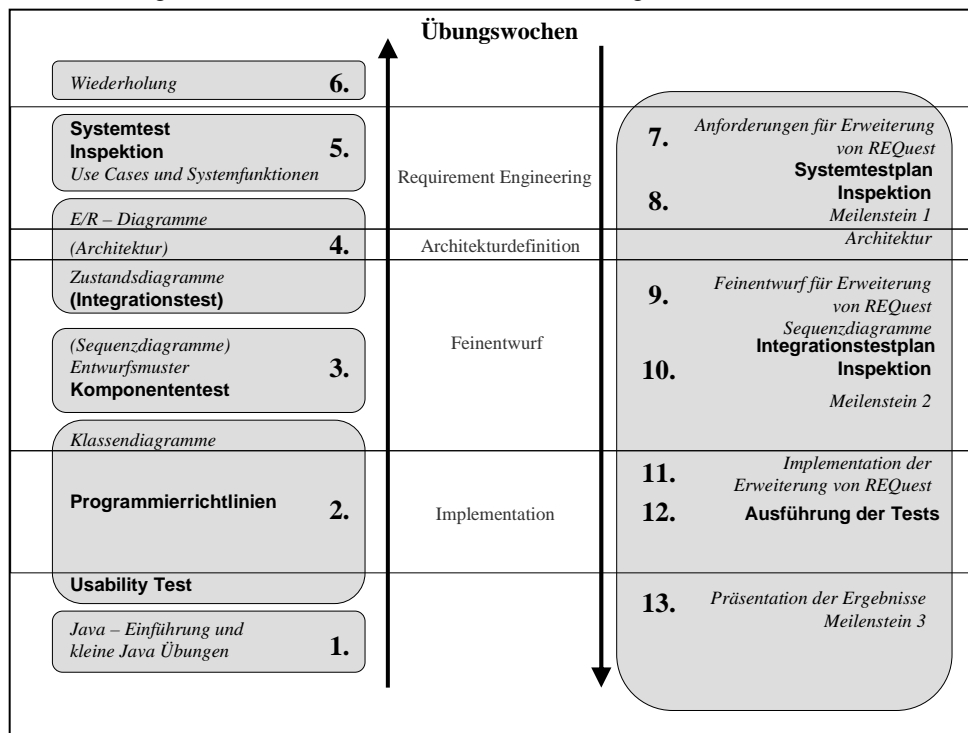 Übungswochen
Wiederholung
6.
Systemtest
Inspektion
Use Cases und Systemfunktionen
5.
E/R – Diagramme
(Architektur)
4.
Zustandsdiagramme
(Integrationstest)
(Sequenzdiagramme)
Entwurfsmuster
3.
Komponententest
Klassendiagramme
Programmierrichtlinien
2.
Usability Test
Java – Einführung und
kleine Java Übungen
1.
Requirement Engineering
Architekturdefinition
Feinentwurf
Implementation
7.
Anforderungen für Erweiterung
von REQuest
Systemtestplan
8.
Inspektion
Meilenstein 1
Architektur
9.
Feinentwurf für Erweiterung
von REQuest
Sequenzdiagramme
Integrationstestplan
10.
Inspektion
Meilenstein 2
11.
Implementation der
Erweiterung von REQuest
12.
Ausführung der Tests
13.
Präsentation der Ergebnisse
Meilenstein 3